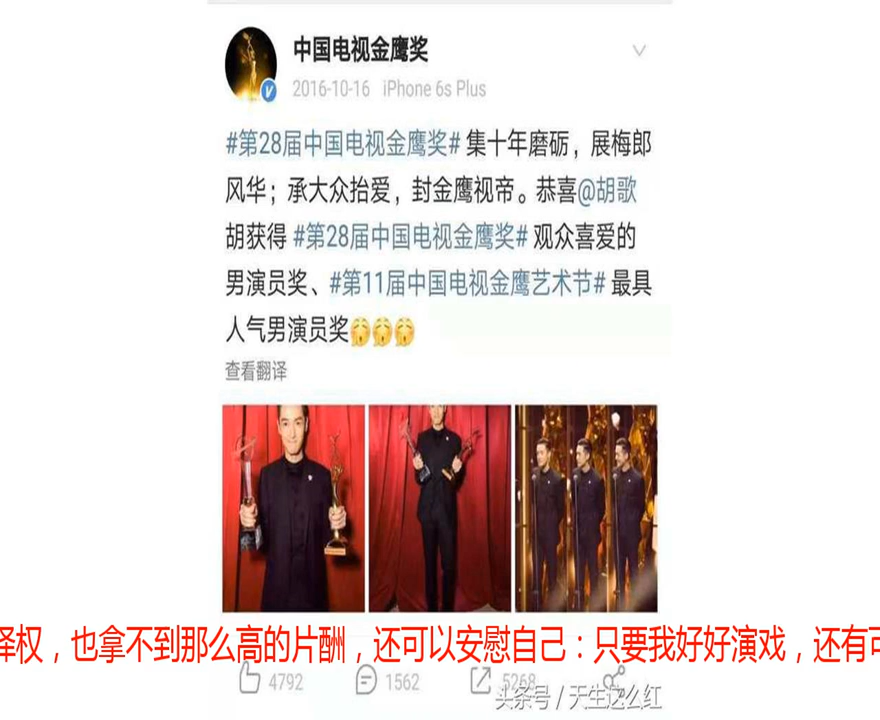 中国电视金鹰奖
2016-10-16 iPhone 6s Plus
#第28届中国电视金鹰奖# 集十年磨砺，展梅郎
风华；承大众抬爱，封金鹰视帝。恭喜@胡歌
胡获得 #第28届中国电视金鹰奖# 观众喜爱的
男演员奖、#第11届中国电视金鹰艺术节# 最具
人气男演员奖
查看翻译
择权，也拿不到那么高的片酬，还可以安慰自己：只要我好好演戏，还有可
4792 1562 5268
头条号 / 天生这么红